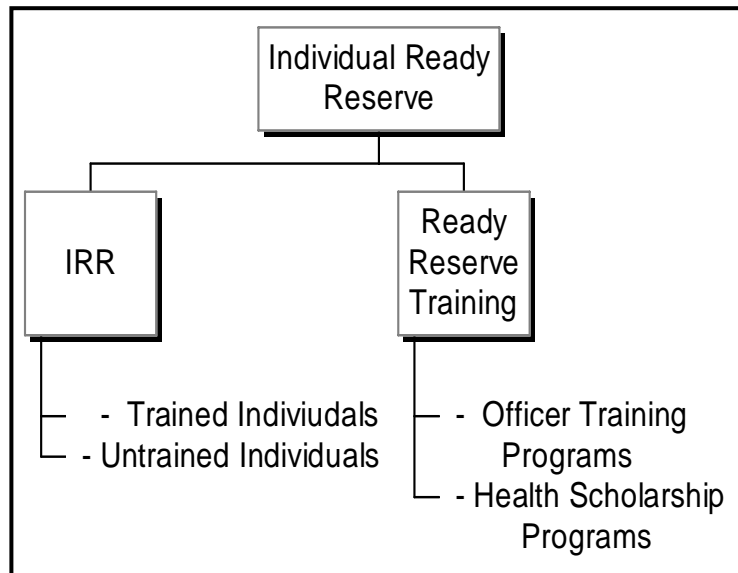 Individual Ready
Reserve
IRR
Ready
Reserve
Training
- Trained Indiviudals
- Untrained Individuals
- Officer Training
Programs
- Health Scholarship
Programs